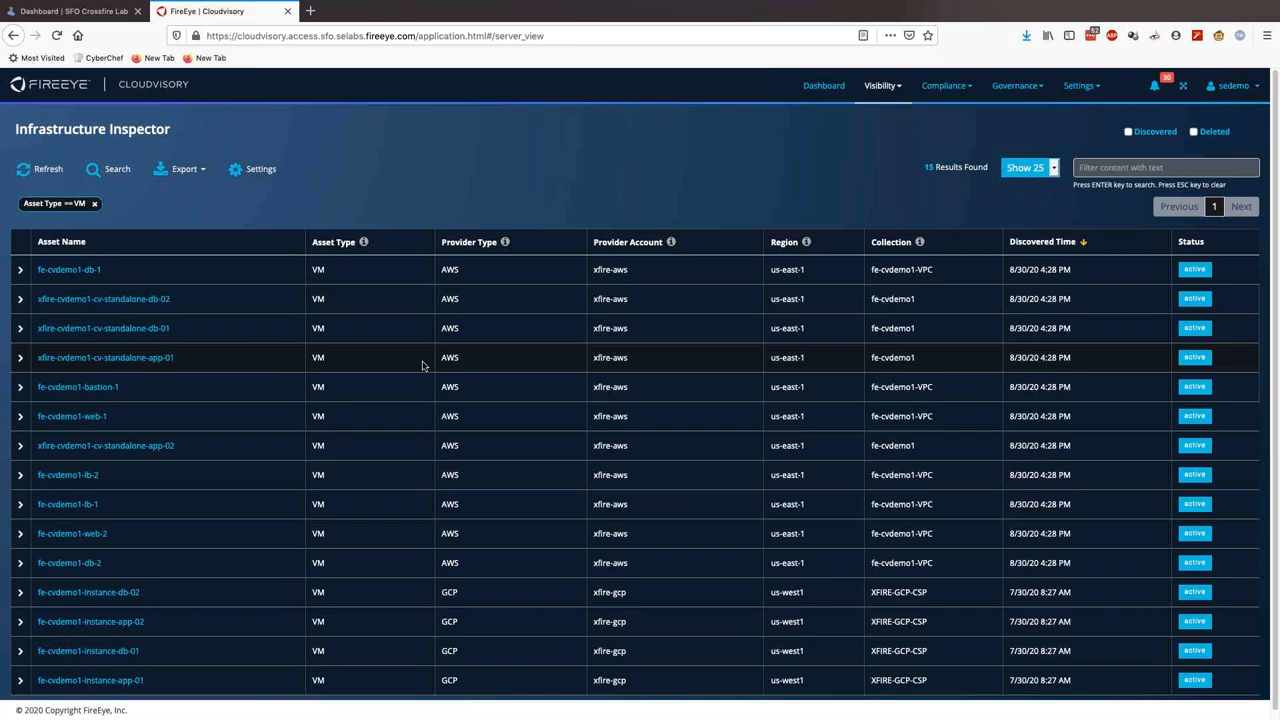 Dashboard | SFO Crossfire Lab
FireEye | Cloudvisory
https://cloudvisory.access.sfo.selabs.fireeye.com/application.html#/server_view
52
ABP
Most Visited CyberChef New Tab New Tab
FIREEYE™ | CLOUDVISORY Dashboard Visibility Compliance Governance Settings 30 sedemo
Infrastructure Inspector Discovered Deleted
Refresh Search Export Settings 15 Results Found Show 25 Filter content with text
Press ENTER key to search. Press ESC key to clear
Asset Type == VM × Previous 1 Next
Asset Name Asset Type Provider Type Provider Account Region Collection Discovered Time Status
fe-cvdemo1-db-1 VM AWS xfire-aws us-east-1 fe-cvdemo1-VPC 8/30/20 4:28 PM active
xfire-cvdemo1-cv-standalone-db-02 VM AWS xfire-aws us-east-1 fe-cvdemo1 8/30/20 4:28 PM active
xfire-cvdemo1-cv-standalone-db-01 VM AWS xfire-aws us-east-1 fe-cvdemo1 8/30/20 4:28 PM active
xfire-cvdemo1-cv-standalone-app-01 VM AWS xfire-aws us-east-1 fe-cvdemo1 8/30/20 4:28 PM active
fe-cvdemo1-bastion-1 VM AWS xfire-aws us-east-1 fe-cvdemo1-VPC 8/30/20 4:28 PM active
fe-cvdemo1-web-1 VM AWS xfire-aws us-east-1 fe-cvdemo1-VPC 8/30/20 4:28 PM active
xfire-cvdemo1-cv-standalone-app-02 VM AWS xfire-aws us-east-1 fe-cvdemo1 8/30/20 4:28 PM active
fe-cvdemo1-lb-2 VM AWS xfire-aws us-east-1 fe-cvdemo1-VPC 8/30/20 4:28 PM active
fe-cvdemo1-lb-1 VM AWS xfire-aws us-east-1 fe-cvdemo1-VPC 8/30/20 4:28 PM active
fe-cvdemo1-web-2 VM AWS xfire-aws us-east-1 fe-cvdemo1-VPC 8/30/20 4:28 PM active
fe-cvdemo1-db-2 VM AWS xfire-aws us-east-1 fe-cvdemo1-VPC 8/30/20 4:28 PM active
fe-cvdemo1-instance-db-02 VM GCP xfire-gcp us-west1 XFIRE-GCP-CSP 7/30/20 8:27 AM active
fe-cvdemo1-instance-app-02 VM GCP xfire-gcp us-west1 XFIRE-GCP-CSP 7/30/20 8:27 AM active
fe-cvdemo1-instance-db-01 VM GCP xfire-gcp us-west1 XFIRE-GCP-CSP 7/30/20 8:27 AM active
fe-cvdemo1-instance-app-01 VM GCP xfire-gcp us-west1 XFIRE-GCP-CSP 7/30/20 8:27 AM active
© 2020 Copyright FireEye, Inc.